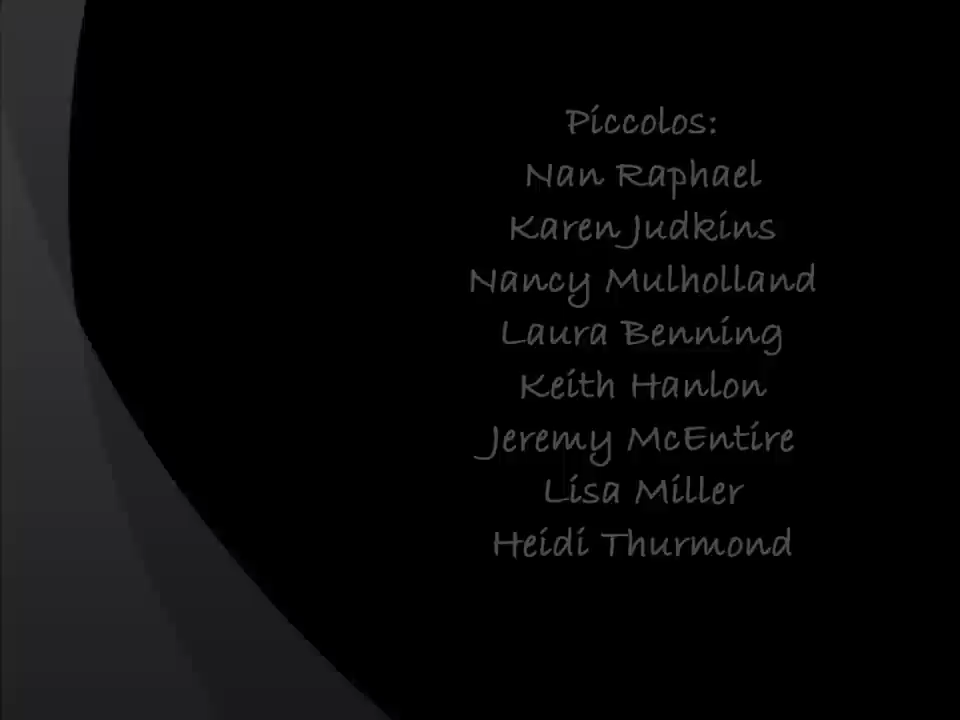 Piccolos:
Nan Raphael
Karen Judkins
Nancy Mulholland
Laura Benning
Keith Hanlon
Jeremy McEntire
Lisa Miller
Heidi Thurmond